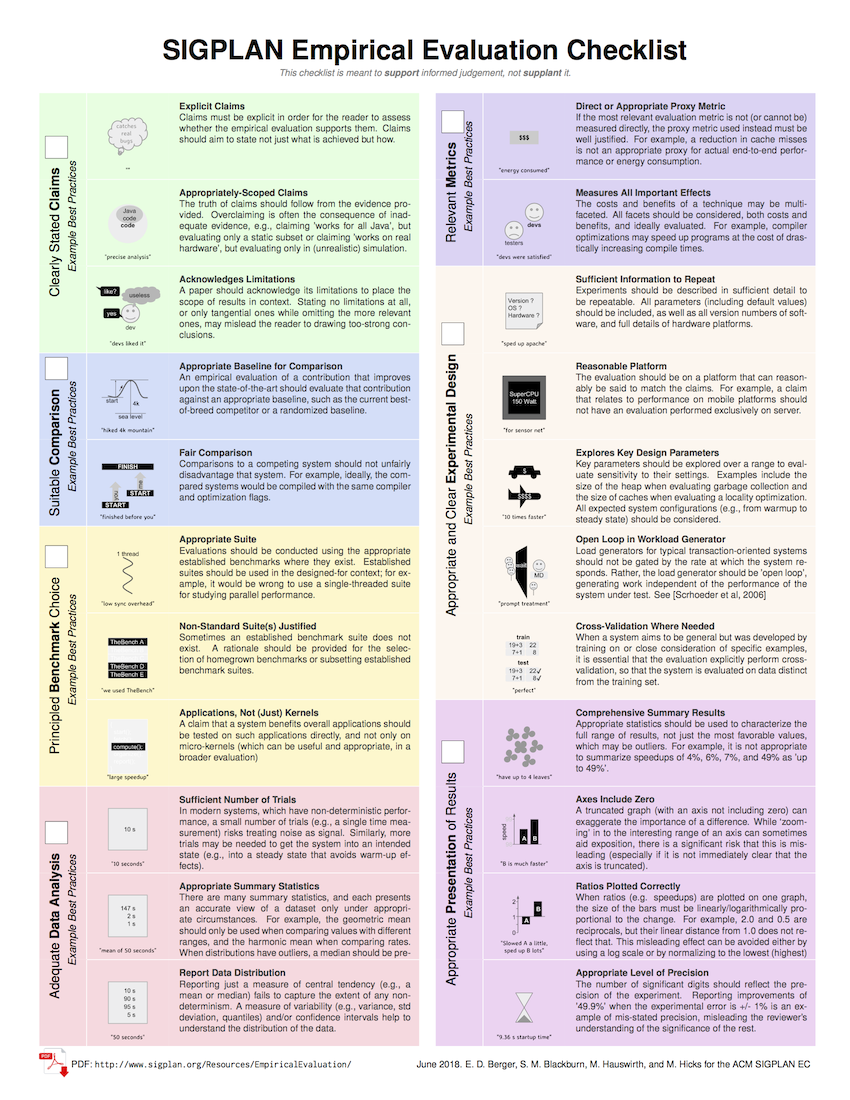 SIGPLAN Empirical Evaluation Checklist
This checklist is meant to support informed judgement, not supplant it.
Clearly Stated Claims
Example Best Practices
catches
real
bugs
""
Explicit Claims
Claims must be explicit in order for the reader to assess
whether the empirical evaluation supports them. Claims
should aim to state not just what is achieved but how.
Java
code
code
"precise analysis"
Appropriately-Scoped Claims
The truth of claims should follow from the evidence pro-
vided. Overclaiming is often the consequence of inad-
equate evidence, e.g., claiming 'works for all Java', but
evaluating only a static subset or claiming 'works on real
hardware', but evaluating only in (unrealistic) simulation.
like?
useless
yes
dev
"devs liked it"
Acknowledges Limitations
A paper should acknowledge its limitations to place the
scope of results in context. Stating no limitations at all,
or only tangential ones while omitting the more relevant
ones, may mislead the reader to drawing too-strong con-
clusions.
Suitable Comparison
Example Best Practices
start
4k
sea level
"hiked 4k mountain"
Appropriate Baseline for Comparison
An empirical evaluation of a contribution that improves
upon the state-of-the-art should evaluate that contribution
against an appropriate baseline, such as the current best-
of-breed competitor or a randomized baseline.
FINISH
you
me
START
START
"finished before you"
Fair Comparison
Comparisons to a competing system should not unfairly
disadvantage that system. For example, ideally, the com-
pared systems would be compiled with the same compiler
and optimization flags.
Principled Benchmark Choice
Example Best Practices
1 thread
"low sync overhead"
Appropriate Suite
Evaluations should be conducted using the appropriate
established benchmarks where they exist. Established
suites should be used in the designed-for context; for ex-
ample, it would be wrong to use a single-threaded suite
for studying parallel performance.
TheBench A
TheBench D
TheBench E
"we used TheBench"
Non-Standard Suite(s) Justified
Sometimes an established benchmark suite does not
exist. A rationale should be provided for the selec-
tion of homegrown benchmarks or subsetting established
benchmark suites.
compute();
"large speedup"
Applications, Not (Just) Kernels
A claim that a system benefits overall applications should
be tested on such applications directly, and not only on
micro-kernels (which can be useful and appropriate, in a
broader evaluation)
Adequate Data Analysis
Example Best Practices
10 s
"10 seconds"
Sufficient Number of Trials
In modern systems, which have non-deterministic perfor-
mance, a small number of trials (e.g., a single time mea-
surement) risks treating noise as signal. Similarly, more
trials may be needed to get the system into an intended
state (e.g., into a steady state that avoids warm-up ef-
fects).
147 s
2 s
1 s
"mean of 50 seconds"
Appropriate Summary Statistics
There are many summary statistics, and each presents
an accurate view of a dataset only under appropri-
ate circumstances. For example, the geometric mean
should only be used when comparing values with different
ranges, and the harmonic mean when comparing rates.
When distributions have outliers, a median should be pre-
10 s
90 s
95 s
5 s
"50 seconds"
Report Data Distribution
Reporting just a measure of central tendency (e.g., a
mean or median) fails to capture the extent of any non-
determinism. A measure of variability (e.g., variance, std
deviation, quantiles) and/or confidence intervals help to
understand the distribution of the data.
Relevant Metrics
Example Best Practices
$$$
"energy consumed"
Direct or Appropriate Proxy Metric
If the most relevant evaluation metric is not (or cannot be)
measured directly, the proxy metric used instead must be
well justified. For example, a reduction in cache misses
is not an appropriate proxy for actual end-to-end perfor-
mance or energy consumption.
devs
testers
"devs were satisfied"
Measures All Important Effects
The costs and benefits of a technique may be multi-
faceted. All facets should be considered, both costs and
benefits, and ideally evaluated. For example, compiler
optimizations may speed up programs at the cost of dras-
tically increasing compile times.
Appropriate and Clear Experimental Design
Example Best Practices
Version ?
OS ?
Hardware ?
"sped up apache"
Sufficient Information to Repeat
Experiments should be described in sufficient detail to
be repeatable. All parameters (including default values)
should be included, as well as all version numbers of soft-
ware, and full details of hardware platforms.
SuperCPU
150 Watt
"for sensor net"
Reasonable Platform
The evaluation should be on a platform that can reason-
ably be said to match the claims. For example, a claim
that relates to performance on mobile platforms should
not have an evaluation performed exclusively on server.
$
$$$$
"10 times faster"
Explores Key Design Parameters
Key parameters should be explored over a range to eval-
uate sensitivity to their settings. Examples include the
size of the heap when evaluating garbage collection and
the size of caches when evaluating a locality optimization.
All expected system configurations (e.g., from warmup to
steady state) should be considered.
wait
MD
"prompt treatment"
Open Loop in Workload Generator
Load generators for typical transaction-oriented systems
should not be gated by the rate at which the system re-
sponds. Rather, the load generator should be 'open loop',
generating work independent of the performance of the
system under test. See [Schroeder et al, 2006]
train
19+3 22
7+1 8
test
19+3 22✓
7+1 8✓
"perfect"
Cross-Validation Where Needed
When a system aims to be general but was developed by
training on or close consideration of specific examples,
it is essential that the evaluation explicitly perform cross-
validation, so that the system is evaluated on data distinct
from the training set.
Appropriate Presentation of Results
Example Best Practices
"have up to 4 leaves"
Comprehensive Summary Results
Appropriate statistics should be used to characterize the
full range of results, not just the most favorable values,
which may be outliers. For example, it is not appropriate
to summarize speedups of 4%, 6%, 7%, and 49% as 'up
to 49%'.
speed
A B
"B is much faster"
Axes Include Zero
A truncated graph (with an axis not including zero) can
exaggerate the importance of a difference. While 'zoom-
ing' in to the interesting range of an axis can sometimes
aid exposition, there is a significant risk that this is mis-
leading (especially if it is not immediately clear that the
axis is truncated).
2
1
0
A
B
"Slowed A a little,
sped up B lots"
Ratios Plotted Correctly
When ratios (e.g. speedups) are plotted on one graph,
the size of the bars must be linearly/logarithmically pro-
portional to the change. For example, 2.0 and 0.5 are
reciprocals, but their linear distance from 1.0 does not re-
flect that. This misleading effect can be avoided either by
using a log scale or by normalizing to the lowest (highest)
"9.36 s startup time"
Appropriate Level of Precision
The number of significant digits should reflect the pre-
cision of the experiment. Reporting improvements of
'49.9%' when the experimental error is +/- 1% is an ex-
ample of mis-stated precision, misleading the reviewer's
understanding of the significance of the rest.
PDF
PDF: http://www.sigplan.org/Resources/EmpiricalEvaluation/
June 2018. E. D. Berger, S. M. Blackburn, M. Hauswirth, and M. Hicks for the ACM SIGPLAN EC